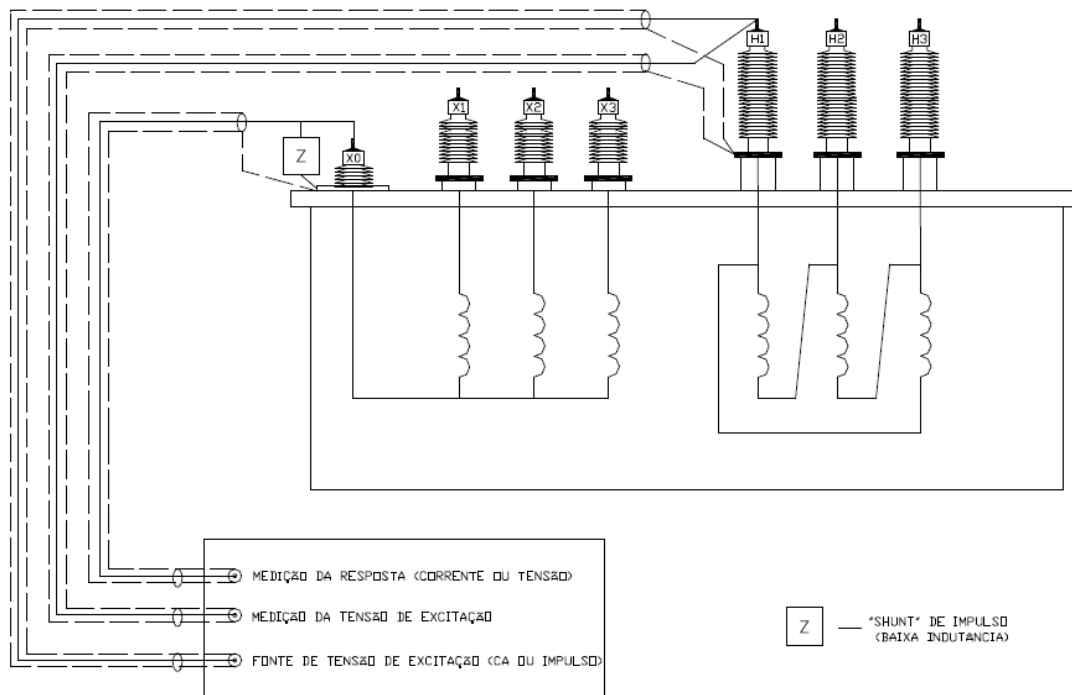 H1
H2
H3
X1
X2
X3
Z
X0
MEDIÇÃO DA RESPOSTA (CORRENTE OU TENSÃO)
MEDIÇÃO DA TENSÃO DE EXCITAÇÃO
FONTE DE TENSÃO DE EXCITAÇÃO (CA OU IMPULSO)
Z
"SHUNT" DE IMPULSO
(BAIXA INDUTÂNCIA)